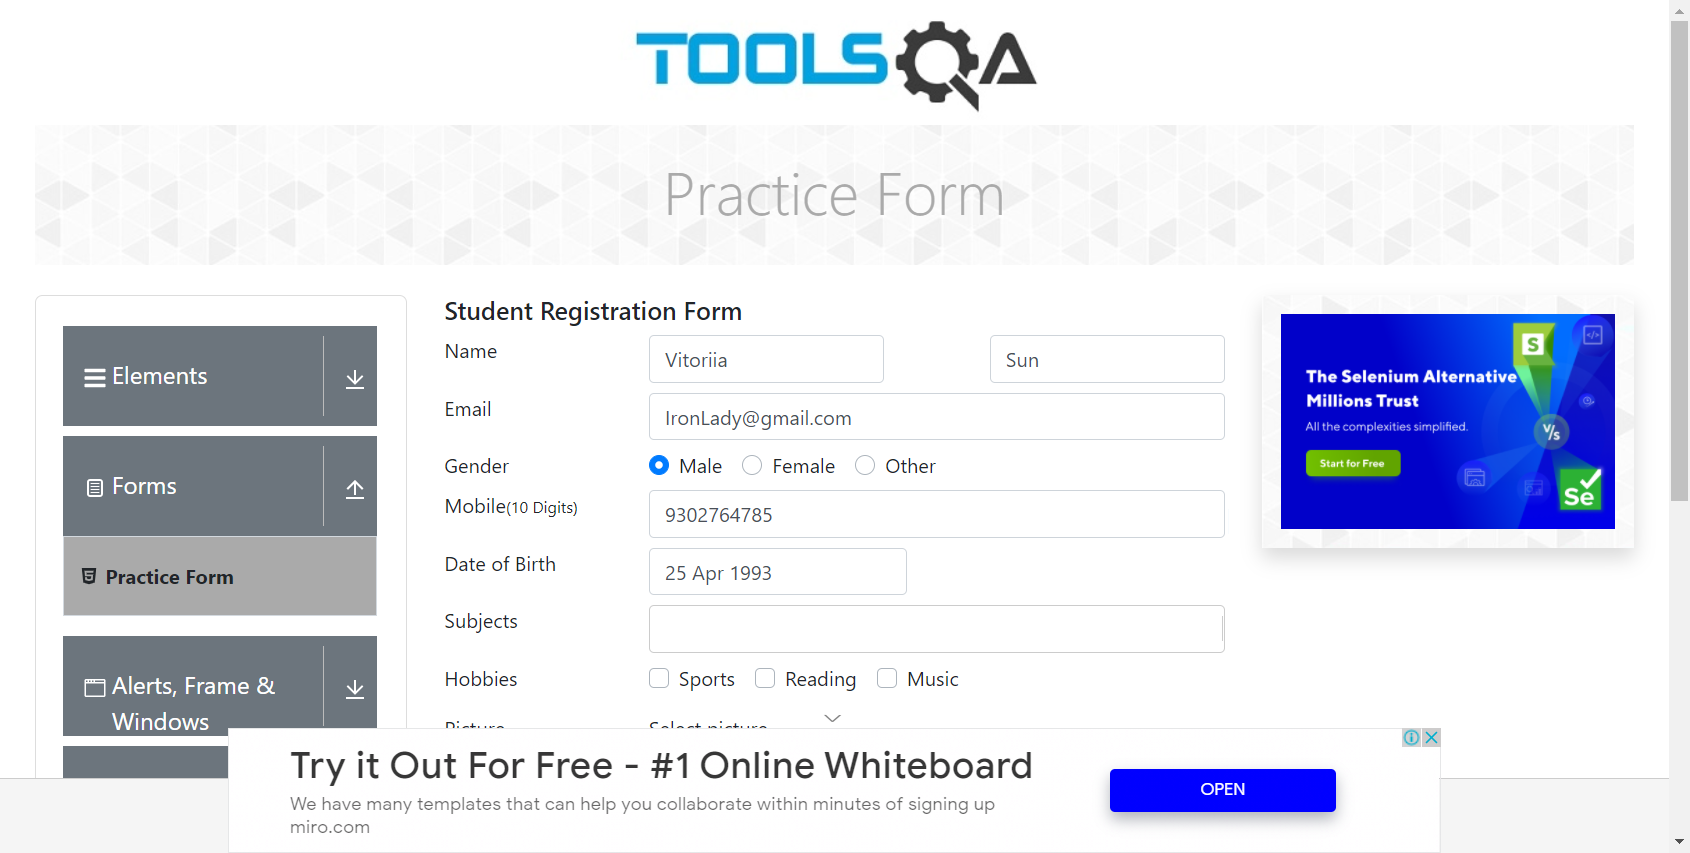 TOOLSQA
Practice Form
Elements
Forms
Practice Form
Alerts, Frame &
Windows
Student Registration Form
Name
Vitoriia
Sun
Email
IronLady@gmail.com
Gender
Male
Female
Other
Mobile(10 Digits)
9302764785
Date of Birth
25 Apr 1993
Subjects
Hobbies
Sports
Reading
Music
Picture
Select picture
The Selenium Alternative
Millions Trust
All the complexities simplified.
Start for Free
S
V/s
Se
Try it Out For Free - #1 Online Whiteboard
We have many templates that can help you collaborate within minutes of signing up
miro.com
OPEN